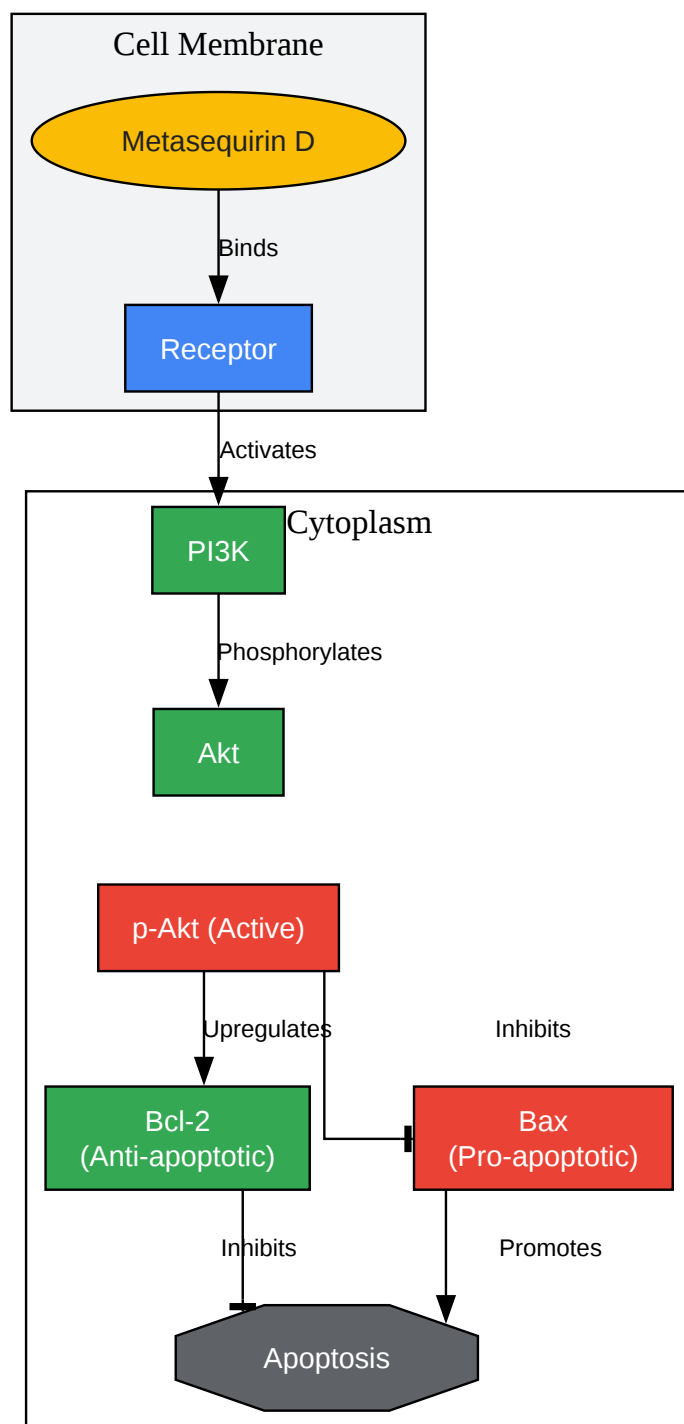 Cell Membrane
Metasequirin D
Binds
Receptor
Activates
PI3K
Cytoplasm
Phosphorylates
Akt
p-Akt (Active)
Upregulates
Inhibits
Bcl-2
(Anti-apoptotic)
Bax
(Pro-apoptotic)
Inhibits
Promotes
Apoptosis